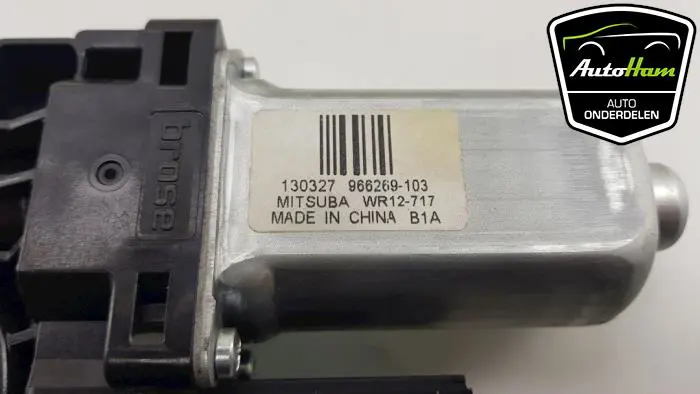 AutoHam
AUTO
ONDERDELEN
brose
130327 966269-103
MITSUBA WR12-717
MADE IN CHINA B1A